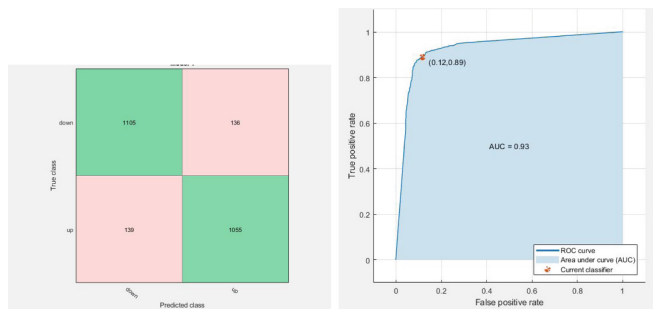 down
1105
136
True class
up
139
1055
down
up
Predicted class
1
0.8
0.6
0.4
0.2
0
True positive rate
(0.12,0.89)
AUC = 0.93
ROC curve
Area under curve (AUC)
Current classifier
0
0.2
0.4
0.6
0.8
1
False positive rate